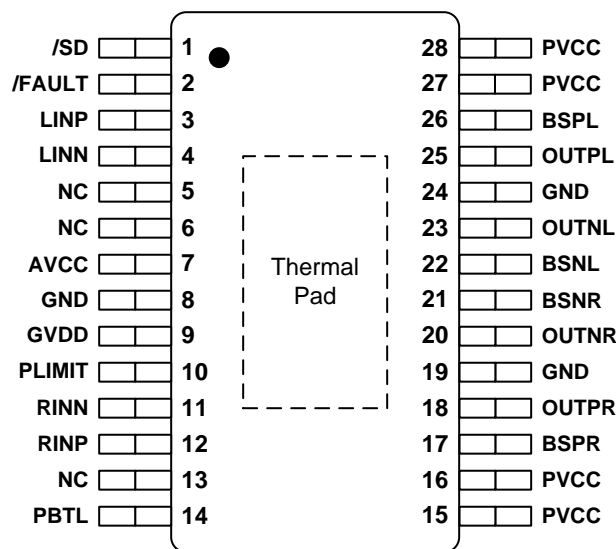 /SD 1 28 PVCC
/FAULT 2 27 PVCC
LINP 3 26 BSPL
LINN 4 25 OUTPL
NC 5 24 GND
NC 6 23 OUTNL
AVCC 7 22 BSNL
GND 8 21 BSNR
GVDD 9 20 OUTNR
PLIMIT 10 19 GND
RINN 11 18 OUTPR
RINP 12 17 BSPR
NC 13 16 PVCC
PBTL 14 15 PVCC
Thermal
Pad